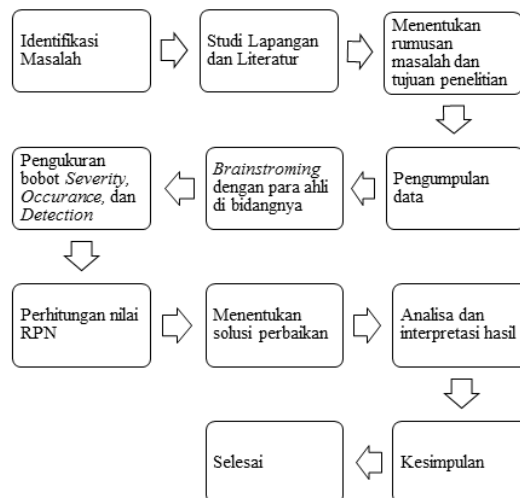 Identifikasi
Masalah
Studi Lapangan
dan Literatur
Menentukan
rumusan
masalah dan
tujuan penelitian
Pengumpulan
data
Brainstroming
dengan para ahli
di bidangnya
Pengukuran
bobot Severity,
Occurance, dan
Detection
Perhitungan nilai
RPN
Menentukan
solusi perbaikan
Analisa dan
interpretasi hasil
Kesimpulan
Selesai